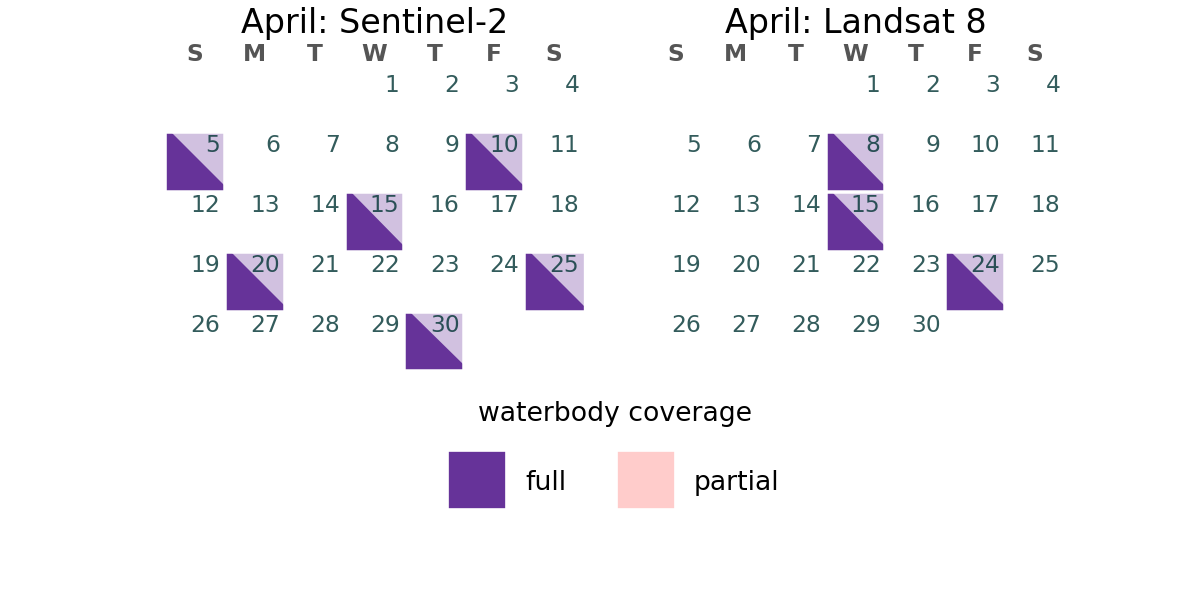 April: Sentinel-2
S M T W T F S
1 2 3 4
5 6 7 8 9 10 11
12 13 14 15 16 17 18
19 20 21 22 23 24 25
26 27 28 29 30
April: Landsat 8
S M T W T F S
1 2 3 4
5 6 7 8 9 10 11
12 13 14 15 16 17 18
19 20 21 22 23 24 25
26 27 28 29 30
waterbody coverage
full partial